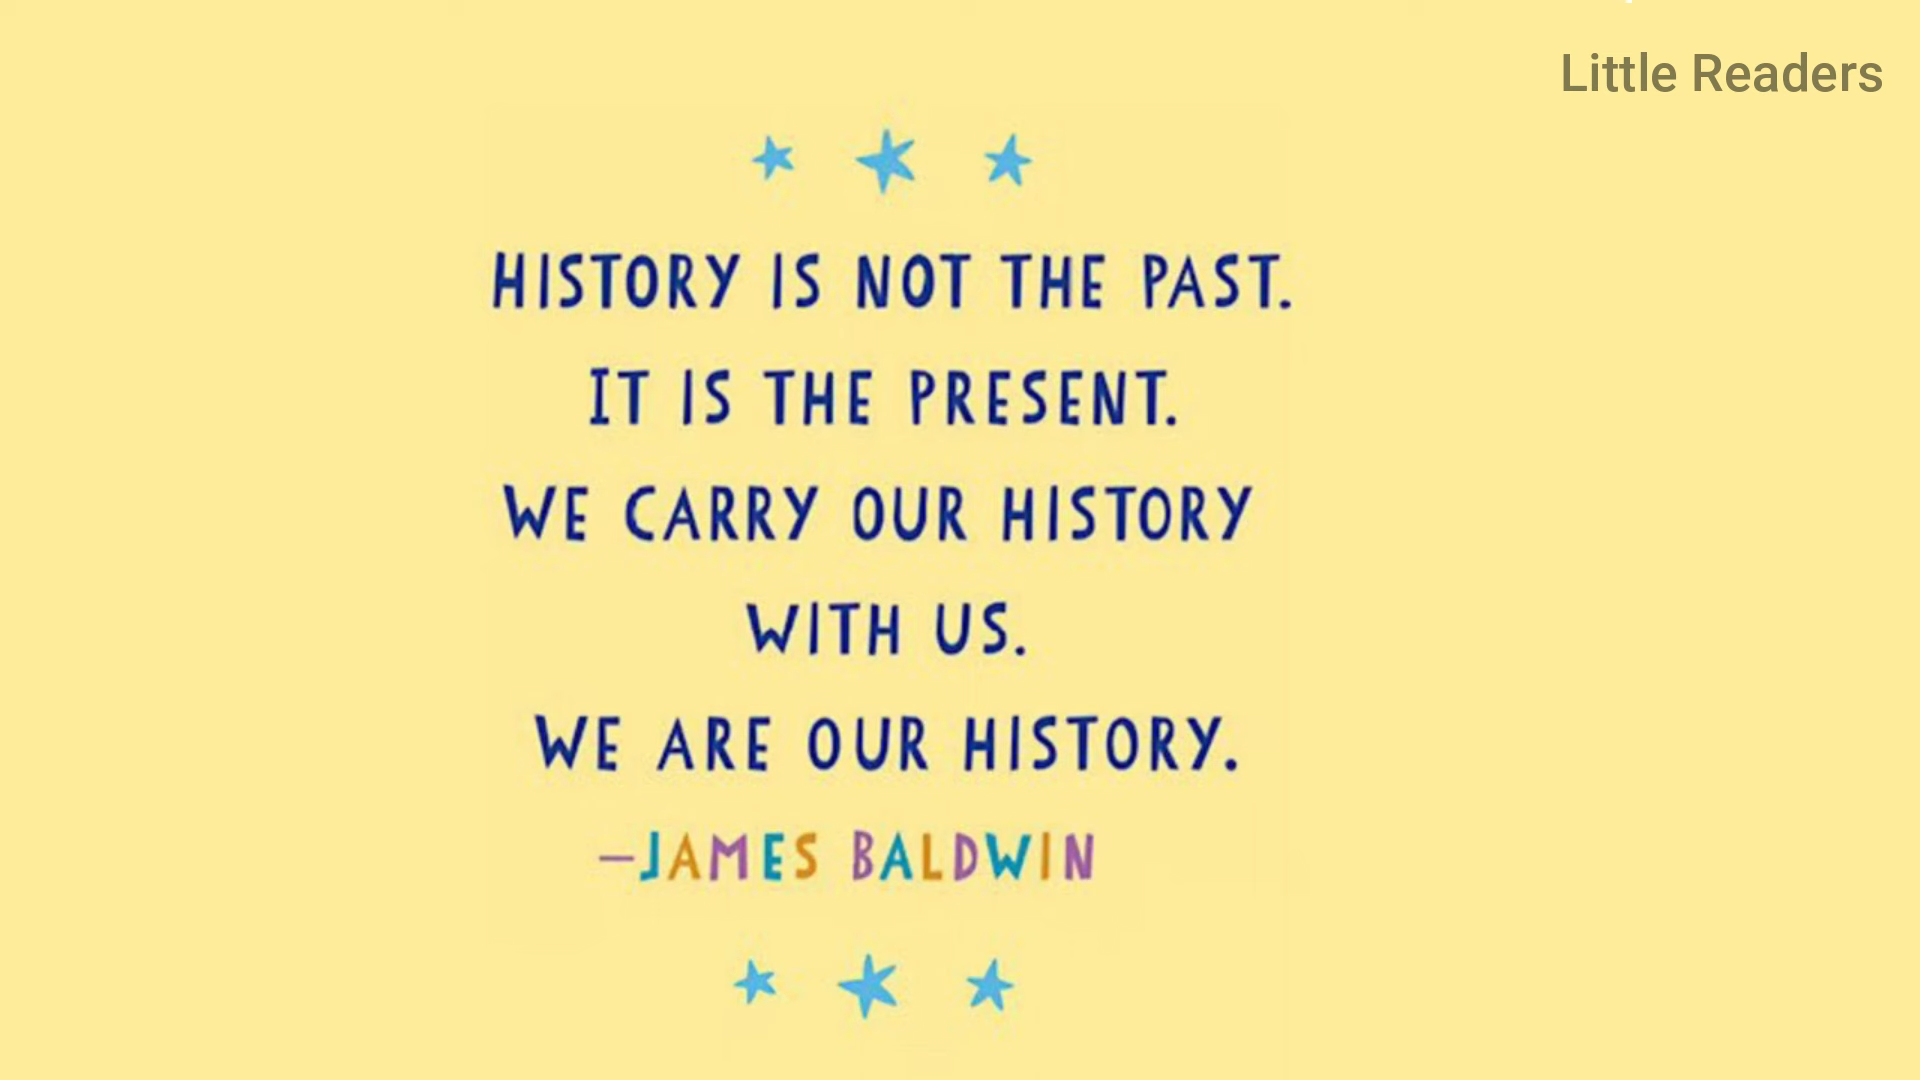 Little Readers
HISTORY IS NOT THE PAST.
IT IS THE PRESENT.
WE CARRY OUR HISTORY
WITH US.
WE ARE OUR HISTORY.
—JAMES BALDWIN